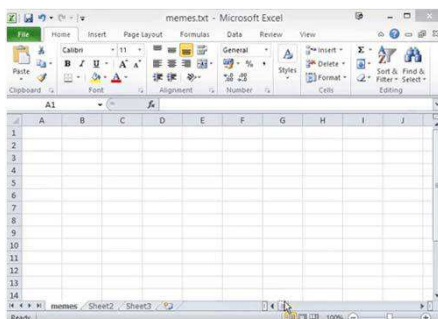 memes.txt - Microsoft Excel
File Home Insert Page Layout Formulas Data Review View
Calibri 11 General Insert Σ
Paste B I U A A % Styles Delete Sort & Find &
Format Filter Select
Clipboard Font Alignment Number Cells Editing
A1 fx
A B C D E F G H I J
1
2
3
4
5
6
7
8
9
10
11
12
13
14
memes Sheet2 Sheet3
Ready 100%